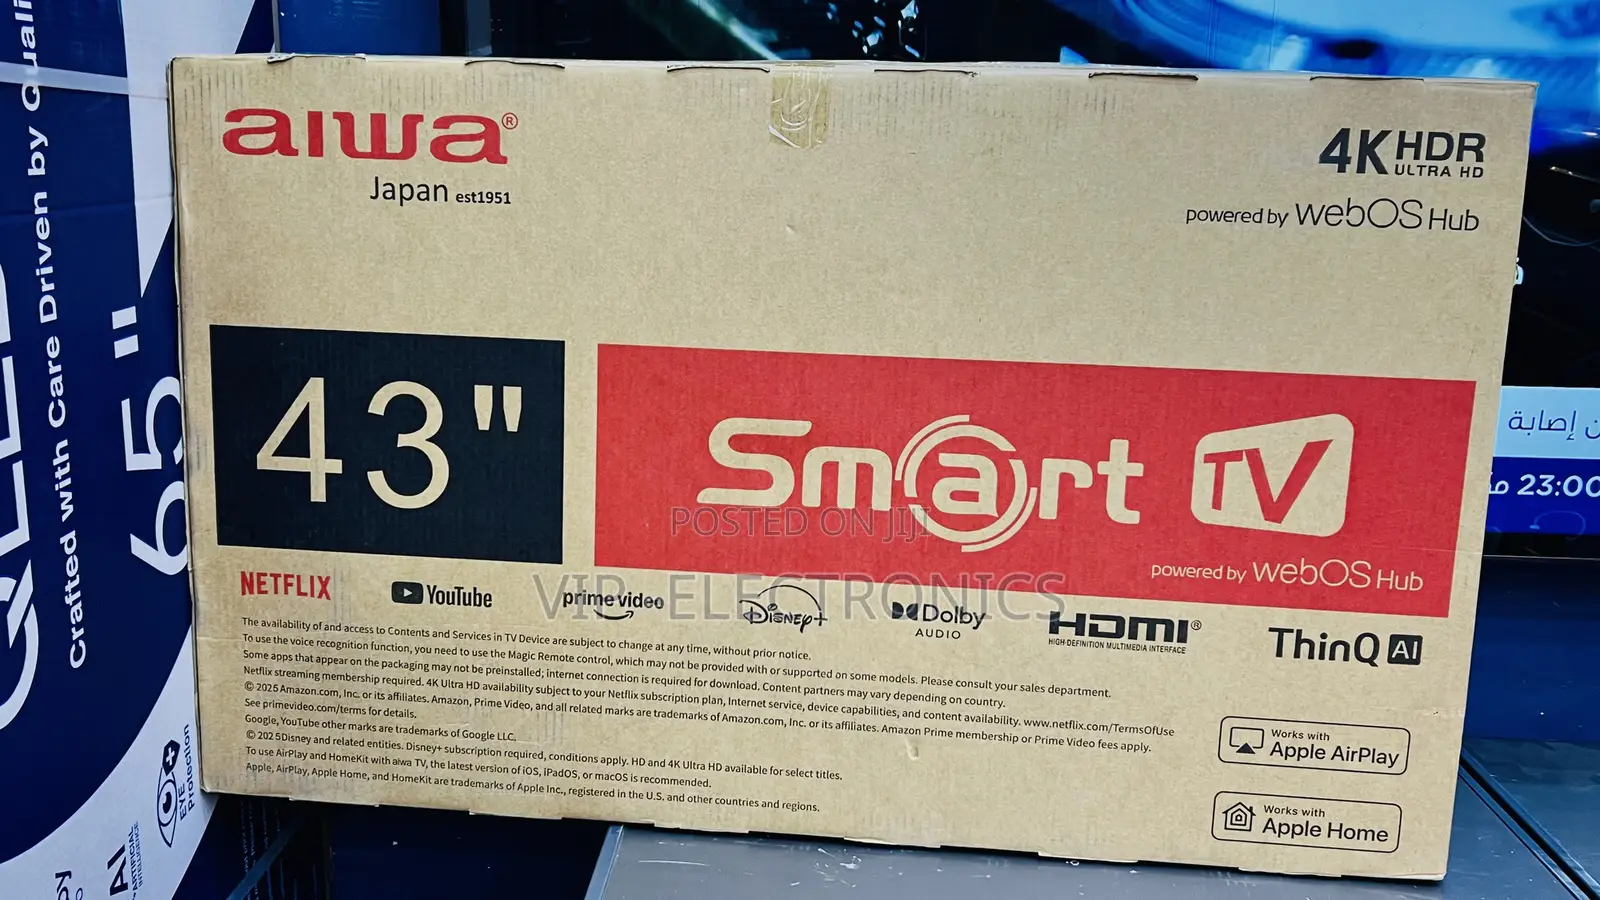 aiwa®
Japan est1951
4K HDR
ULTRA HD
powered by webOS Hub
43"
Smart TV
powered by webOS Hub
NETFLIX
YouTube
prime video
Disney+
Dolby
AUDIO
HDMI®
HIGH DEFINITION MULTIMEDIA INTERFACE
ThinQ AI
The availability of and access to Contents and Services in TV Device are subject to change at any time, without prior notice.
To use the voice recognition function, you need to use the Magic Remote control, which may not be provided with or supported on some models. Please consult your sales department.
Some apps that appear on the packaging may not be preinstalled; internet connection is required for download. Content partners may vary depending on country.
Netflix streaming membership required. 4K Ultra HD availability subject to your Netflix subscription plan, Internet service, device capabilities, and content availability. www.netflix.com/TermsOfUse
© 2025 Amazon.com, Inc. or its affiliates. Amazon, Prime Video, and all related marks are trademarks of Amazon.com, Inc. or its affiliates. Amazon Prime membership or Prime Video fees apply.
See primevideo.com/terms for details.
Google, YouTube other marks are trademarks of Google LLC.
© 2025Disney and related entities. Disney+ subscription required, conditions apply. HD and 4K Ultra HD available for select titles.
To use AirPlay and HomeKit with aiwa TV, the latest version of iOS, iPadOS, or macOS is recommended.
Apple, AirPlay, Apple Home, and HomeKit are trademarks of Apple Inc., registered in the U.S. and other countries and regions.
Works with
Apple AirPlay
Works with
Apple Home
POSTED ON JIJI
VIP ELECTRONICS
Crafted with Care Driven by
65"
EYE
Protection
AI
ARTIFICIAL
INTELLIGENCE
إصابة
23:00